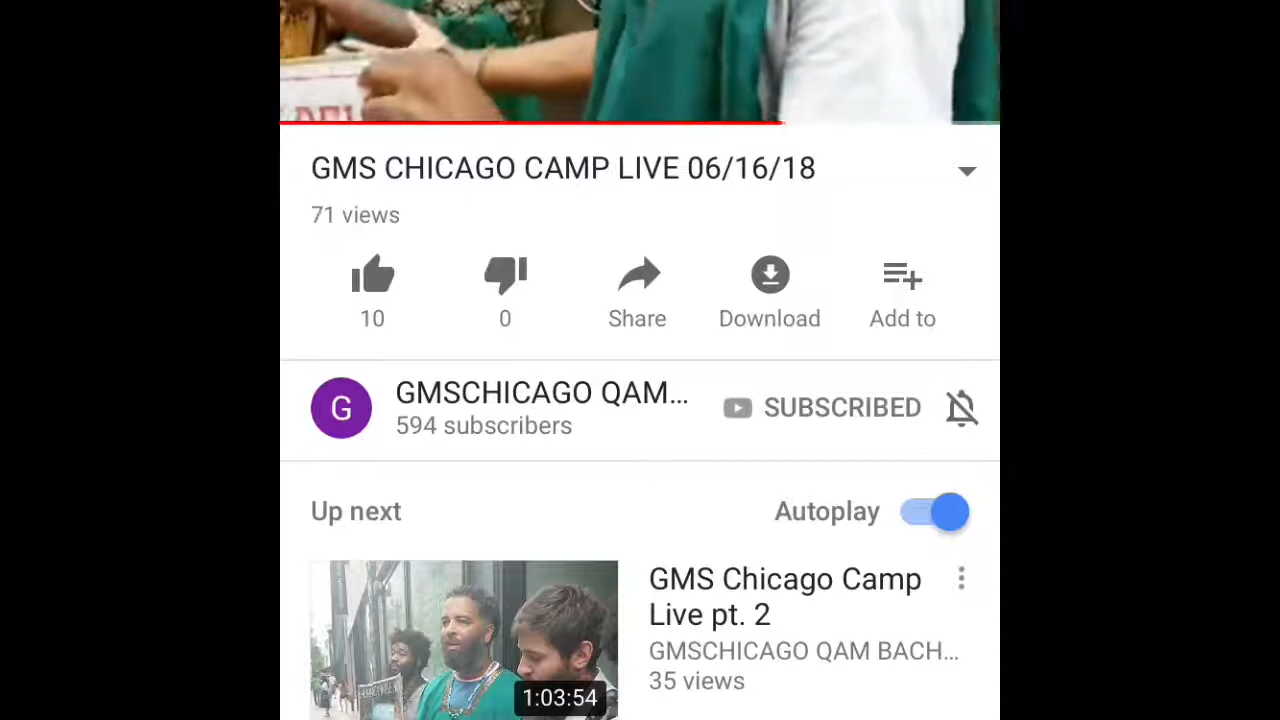 GMS CHICAGO CAMP LIVE 06/16/18
71 views
10
0
Share
Download
Add to
G
GMSCHICAGO QAM...
594 subscribers
SUBSCRIBED
Up next
Autoplay
GMS Chicago Camp
Live pt. 2
GMSCHICAGO QAM BACH...
35 views
1:03:54